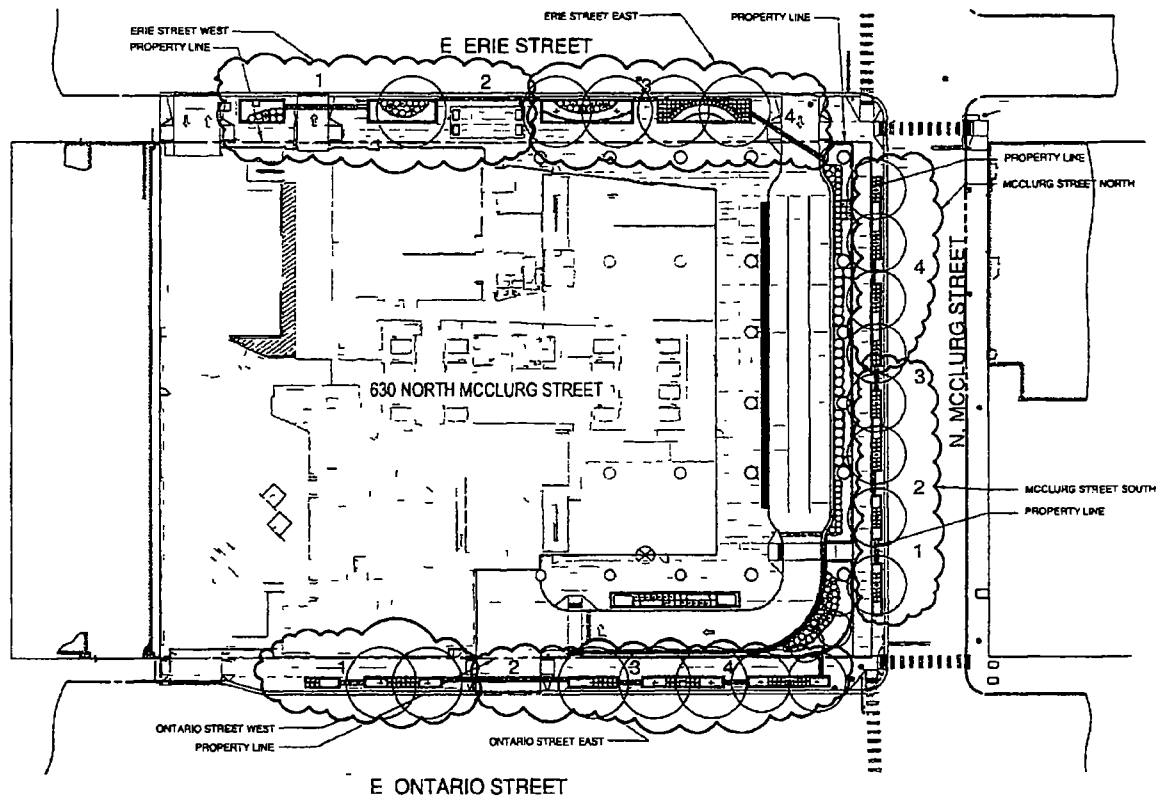 ERIE STREET EAST
PROPERTY LINE
ERIE STREET WEST
PROPERTY LINE
E ERIE STREET
1
2
3
4
PROPERTY LINE
MCCLURG STREET NORTH
4
N. MCCLURG STREET
3
630 NORTH MCCLURG STREET
2
MCCLURG STREET SOUTH
PROPERTY LINE
1
1
2
3
4
ONTARIO STREET WEST
PROPERTY LINE
ONTARIO STREET EAST
E ONTARIO STREET